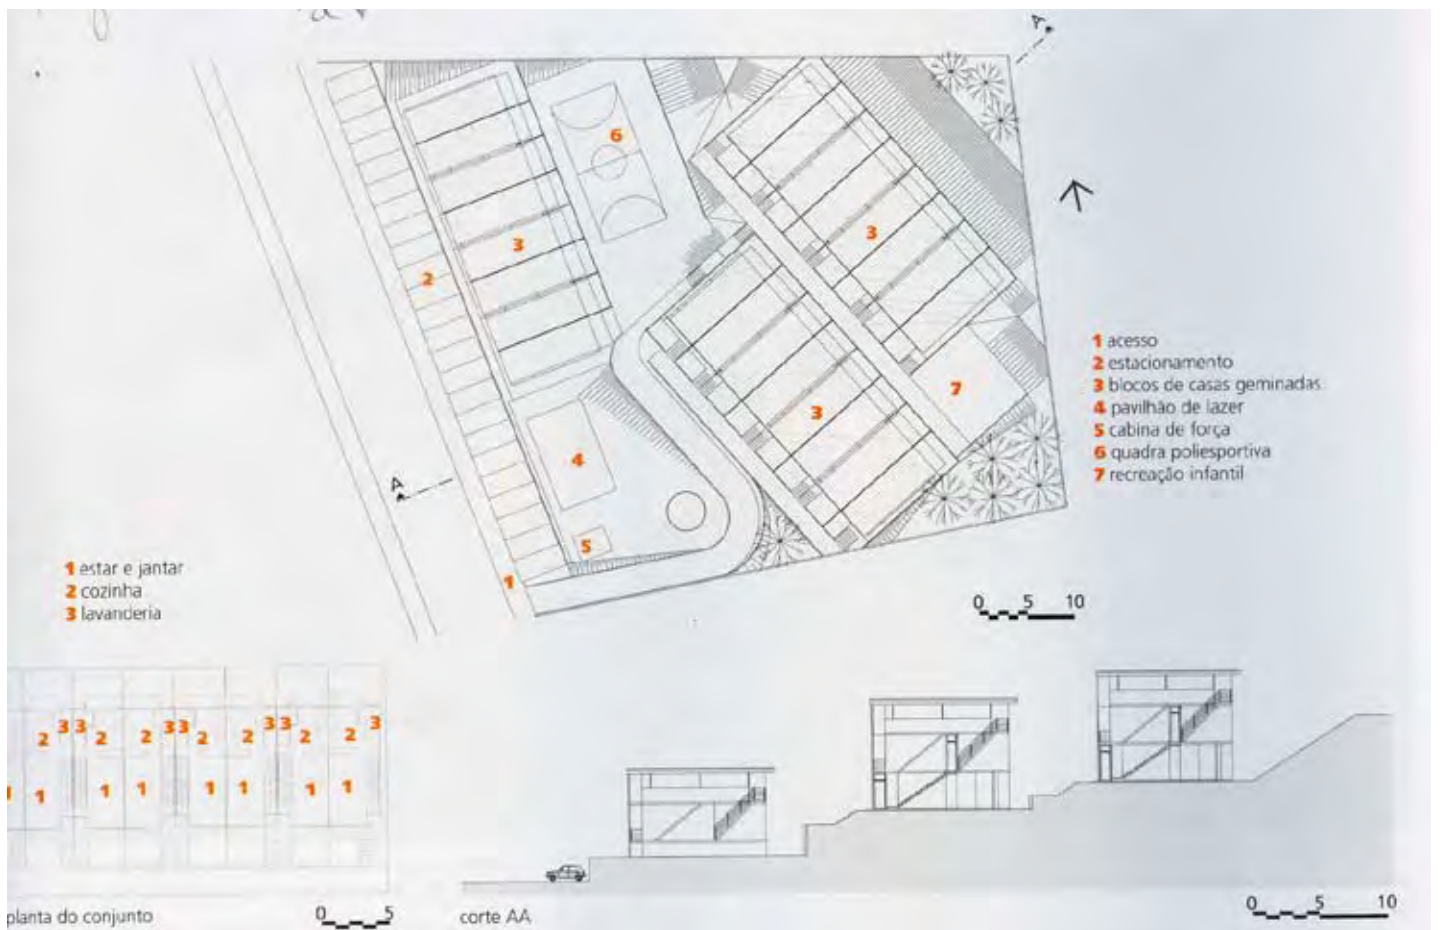 A
6
3
3
2
3
7
4
A
5
1
1 acesso
2 estacionamento
3 blocos de casas geminadas
4 pavilhão de lazer
5 cabina de força
6 quadra poliesportiva
7 recreação infantil
0 5 10
1 estar e jantar
2 cozinha
3 lavanderia
3 3 3 3 3 3 3
2 2 2 2 2 2 2
1 1 1 1 1 1 1
planta do conjunto
0 5
corte AA
0 5 10